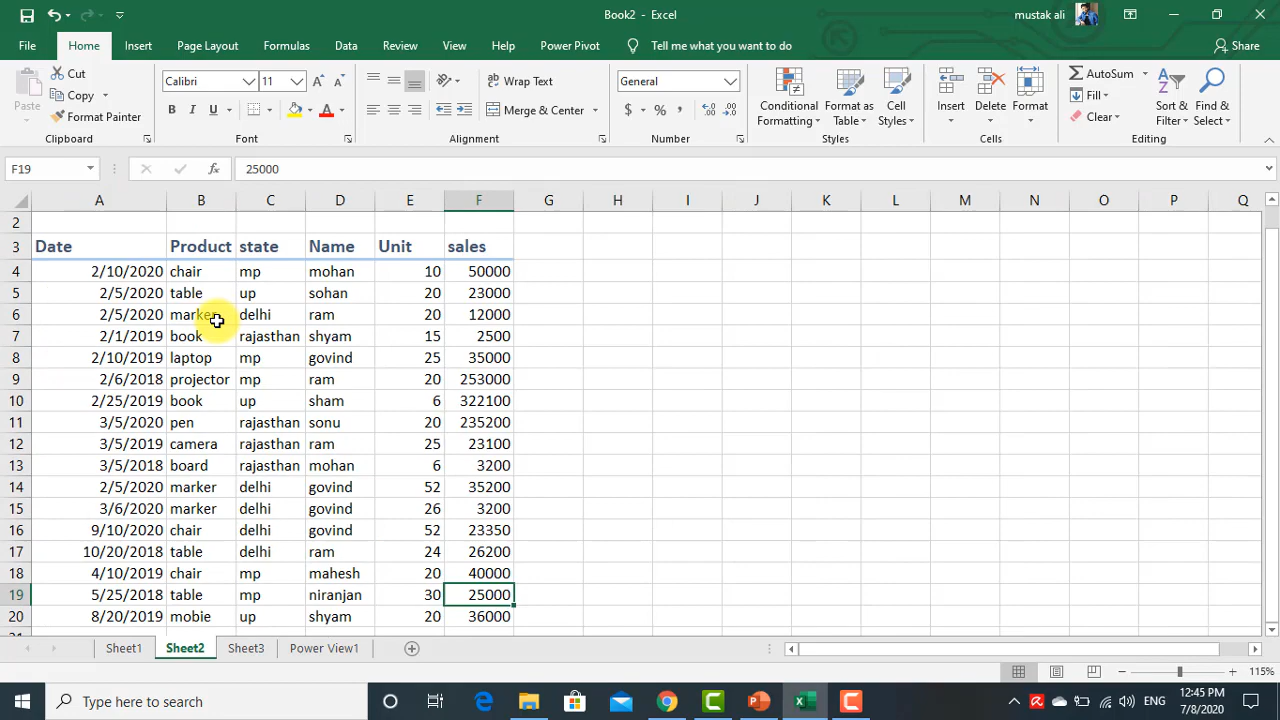 Book2 - Excel
mustak ali
File Home Insert Page Layout Formulas Data Review View Help Power Pivot Tell me what you want to do Share
Paste
Cut
Copy
Format Painter
Clipboard
Calibri 11
B I U
Font
Wrap Text
Merge & Center
Alignment
General
$ % ,
Number
Conditional Formatting
Format as Table
Cell Styles
Styles
Insert Delete Format
Cells
AutoSum
Fill
Clear
Sort & Filter
Find & Select
Editing
F19 fx 25000
A B C D E F G H I J K L M N O P Q
2
3 Date Product state Name Unit sales
4 2/10/2020 chair mp mohan 10 50000
5 2/5/2020 table up sohan 20 23000
6 2/5/2020 marker delhi ram 20 12000
7 2/1/2019 book rajasthan shyam 15 2500
8 2/10/2019 laptop mp govind 25 35000
9 2/6/2018 projector mp ram 20 253000
10 2/25/2019 book up sham 6 322100
11 3/5/2020 pen rajasthan sonu 20 235200
12 3/5/2019 camera rajasthan ram 25 23100
13 3/5/2018 board rajasthan mohan 6 3200
14 2/5/2020 marker delhi govind 52 35200
15 3/6/2020 marker delhi govind 26 3200
16 9/10/2020 chair delhi govind 52 23350
17 10/20/2018 table delhi ram 24 26200
18 4/10/2019 chair mp mahesh 20 40000
19 5/25/2018 table mp niranjan 30 25000
20 8/20/2019 mobie up shyam 20 36000
Sheet1 Sheet2 Sheet3 Power View1
115%
Type here to search
ENG
12:45 PM
7/8/2020